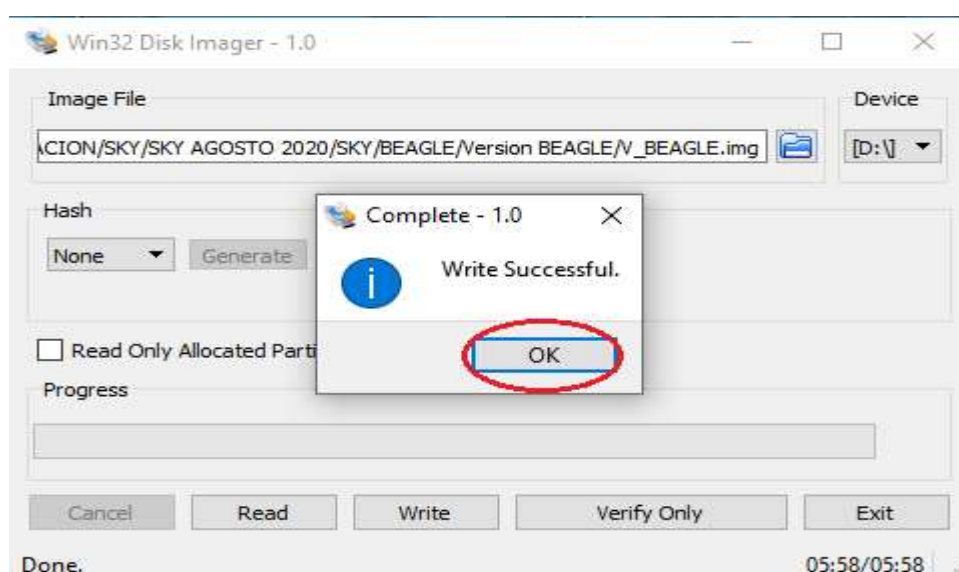 Win32 Disk Imager - 1.0
Image File
Device
ACION/SKY/SKY AGOSTO 2020/SKY/BEAGLE/Version BEAGLE/V_BEAGLE.img
[D:\]
Hash
None
Generate
Complete - 1.0
Write Successful.
OK
Read Only Allocated Parti
Progress
Cancel
Read
Write
Verify Only
Exit
Done.
05:58/05:58